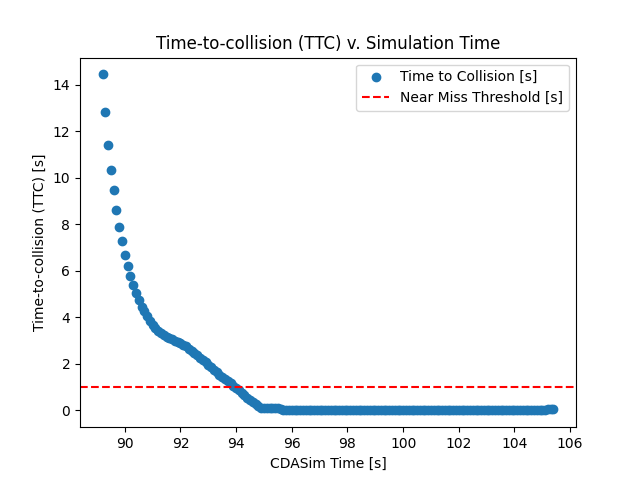 Time-to-collision (TTC) v. Simulation Time
Time to Collision [s]
Near Miss Threshold [s]
Time-to-collision (TTC) [s]
14
12
10
8
6
4
2
0
90 92 94 96 98 100 102 104 106
CDASim Time [s]